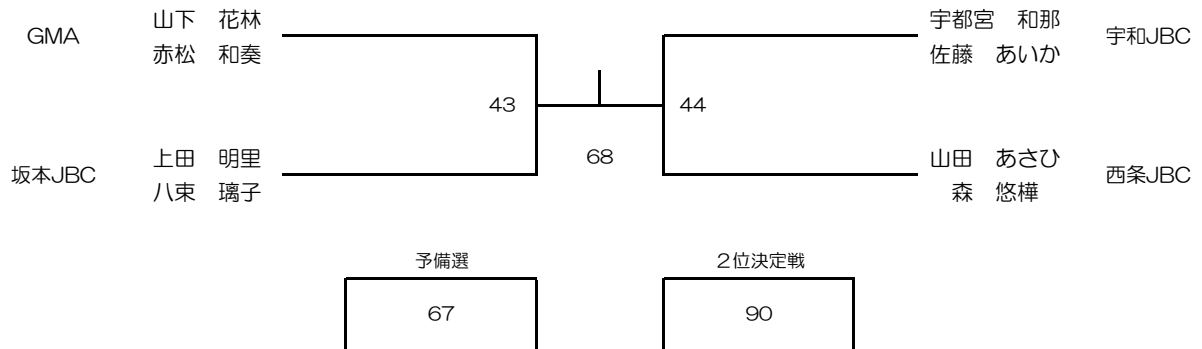 GMA
山下　花林
赤松　和奏
宇都宮　和那
佐藤　あいか
宇和JBC
43
44
68
坂本JBC
上田　明里
八束　璃子
山田　あさひ
森　悠樺
西条JBC
予備選
２位決定戦
67
90